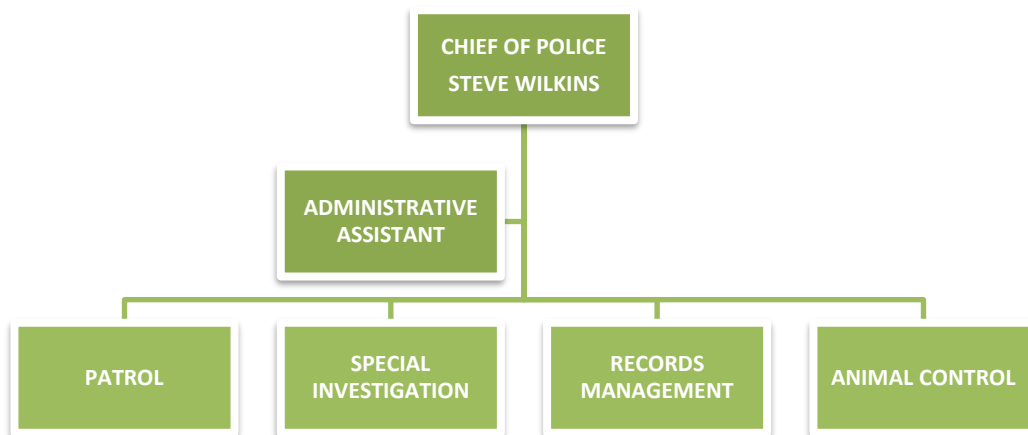 CHIEF OF POLICE
STEVE WILKINS
ADMINISTRATIVE
ASSISTANT
PATROL
SPECIAL
INVESTIGATION
RECORDS
MANAGEMENT
ANIMAL CONTROL